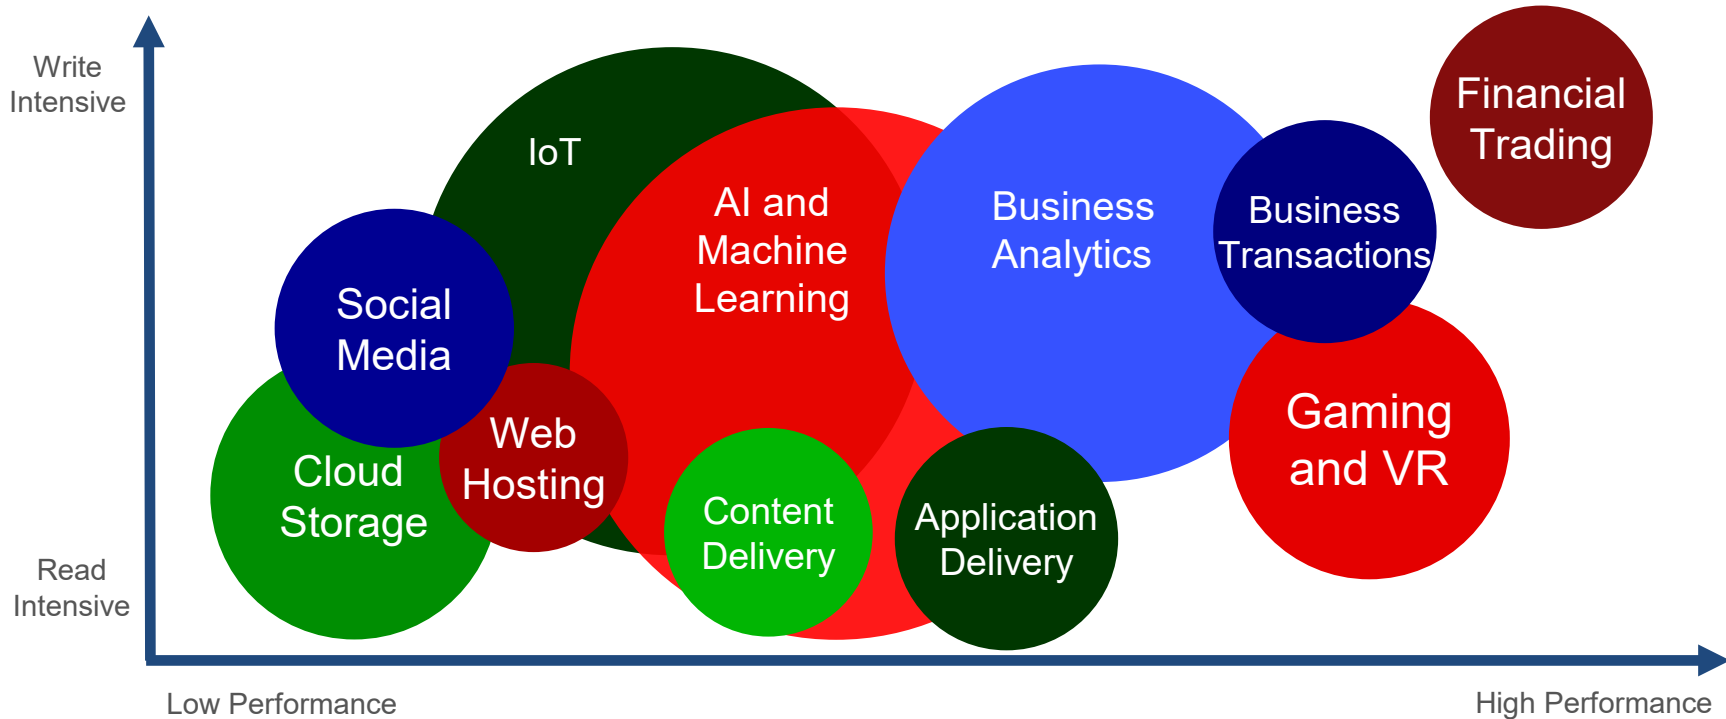 Write
Intensive
IoT
Financial
Trading
AI and
Machine
Learning
Business
Analytics
Business
Transactions
Social
Media
Web
Hosting
Cloud
Storage
Gaming
and VR
Content
Delivery
Application
Delivery
Read
Intensive
Low Performance
High Performance